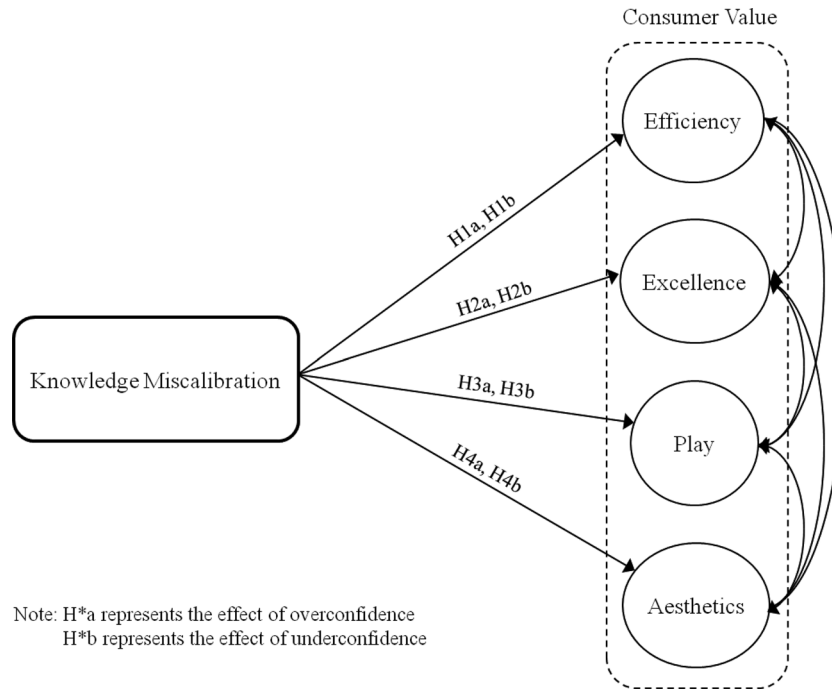 Consumer Value
Efficiency
H1a, H1b
Excellence
H2a, H2b
Knowledge Miscalibration
H3a, H3b
Play
H4a, H4b
Aesthetics
Note: H*a represents the effect of overconfidence
H*b represents the effect of underconfidence